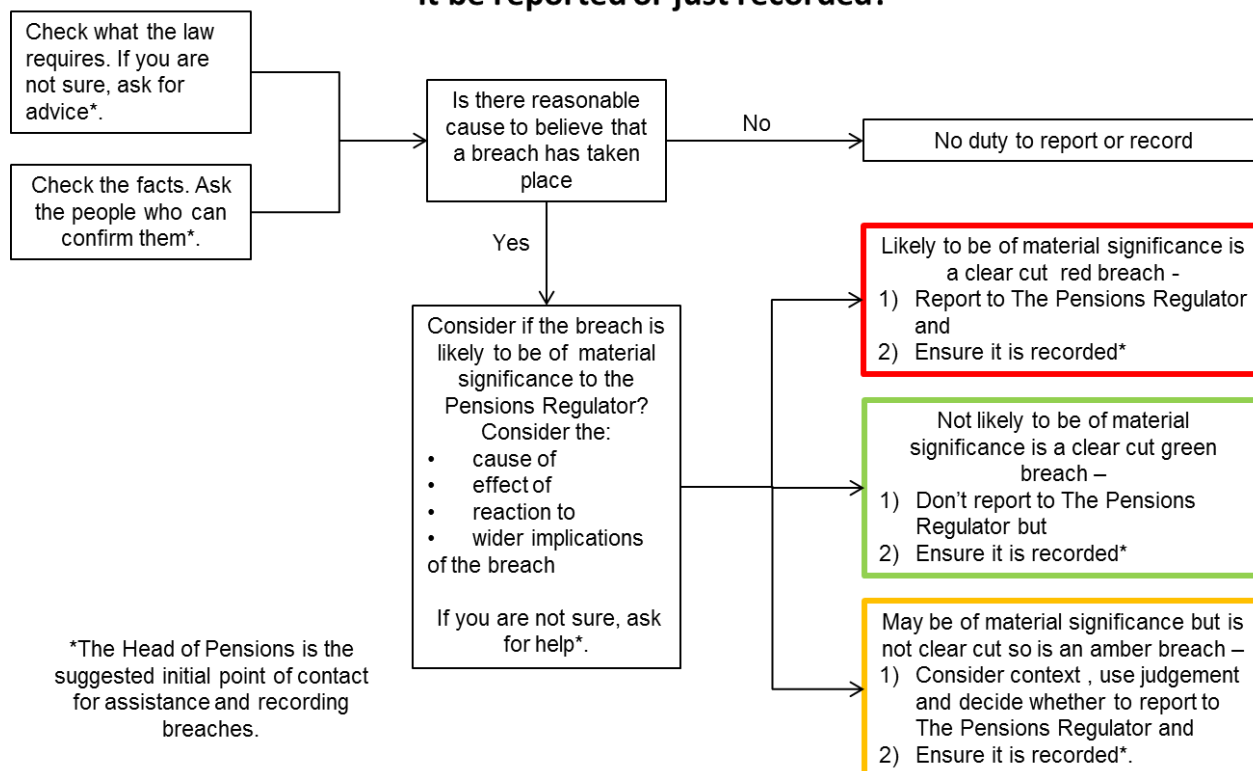 it be reported or just recorded?
Check what the law
requires. If you are
not sure, ask for
advice*.
Check the facts. Ask
the people who can
confirm them*.
Is there reasonable
cause to believe that
a breach has taken
place
No
No duty to report or record
Yes
Consider if the breach is
likely to be of material
significance to the
Pensions Regulator?
Consider the:
• cause of
• effect of
• reaction to
• wider implications
of the breach
If you are not sure, ask
for help*.
Likely to be of material significance is
a clear cut red breach -
1) Report to The Pensions Regulator
and
2) Ensure it is recorded*
Not likely to be of material
significance is a clear cut green
breach –
1) Don’t report to The Pensions
Regulator but
2) Ensure it is recorded*
May be of material significance but is
not clear cut so is an amber breach –
1) Consider context , use judgement
and decide whether to report to
The Pensions Regulator and
2) Ensure it is recorded*.
*The Head of Pensions is the
suggested initial point of contact
for assistance and recording
breaches.